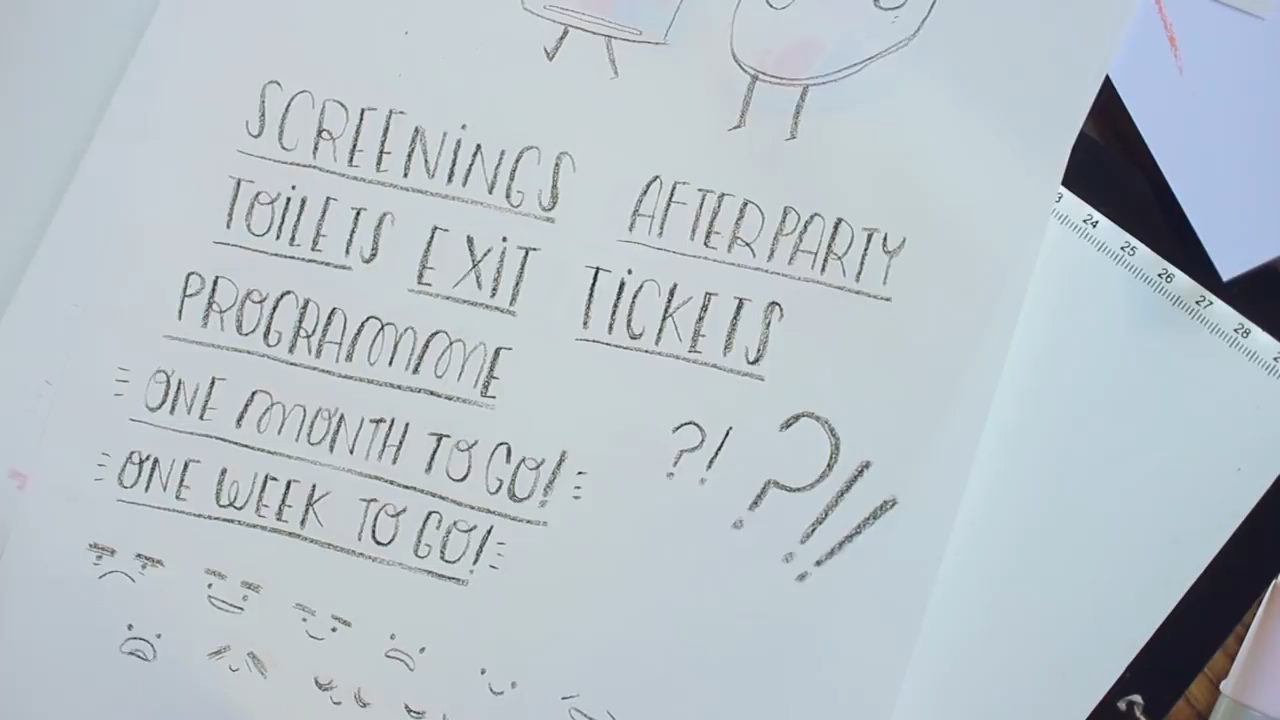 SCREENINGS AFTERPARTY
TOILETS EXIT TICKETS
PROGRAMME
ONE MONTH TO GO!
?! ?!!
ONE WEEK TO GO!
24 25 26 27 28